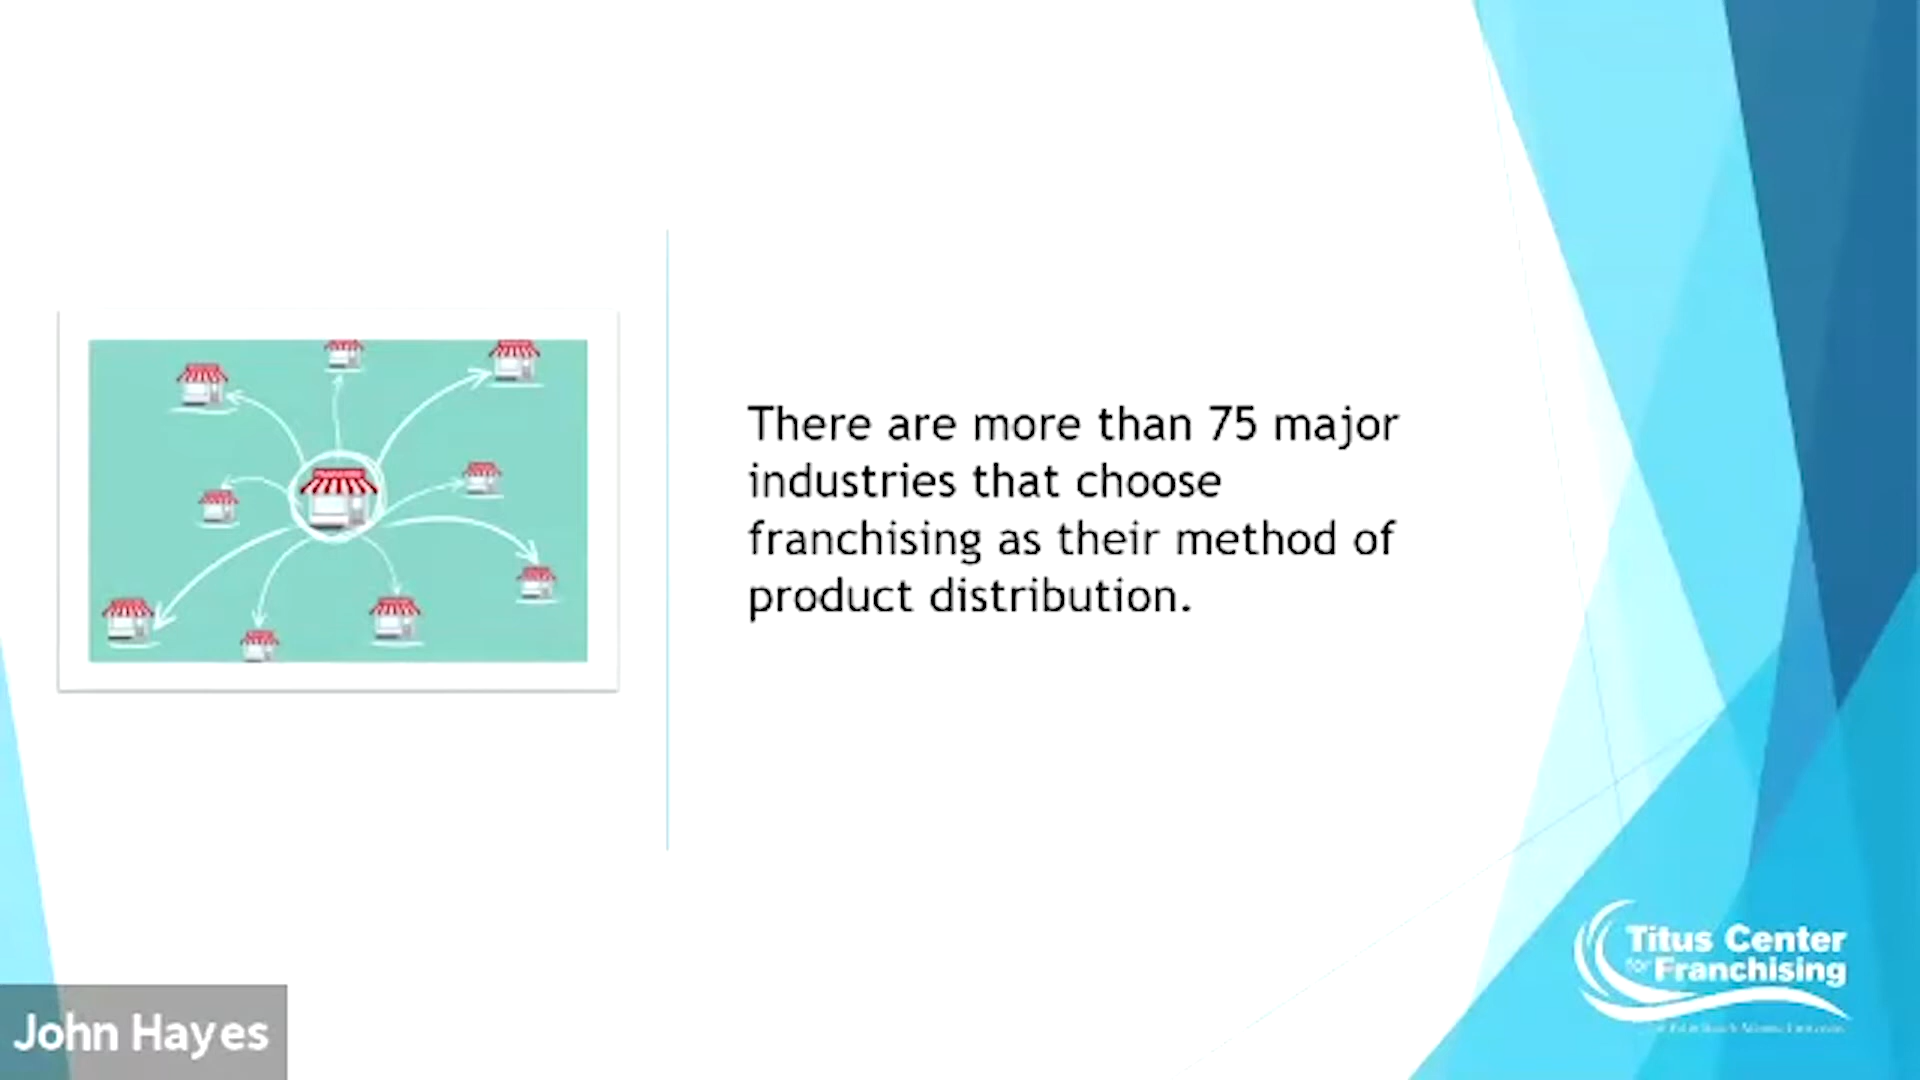 There are more than 75 major
industries that choose
franchising as their method of
product distribution.
Titus Center
for Franchising
John Hayes